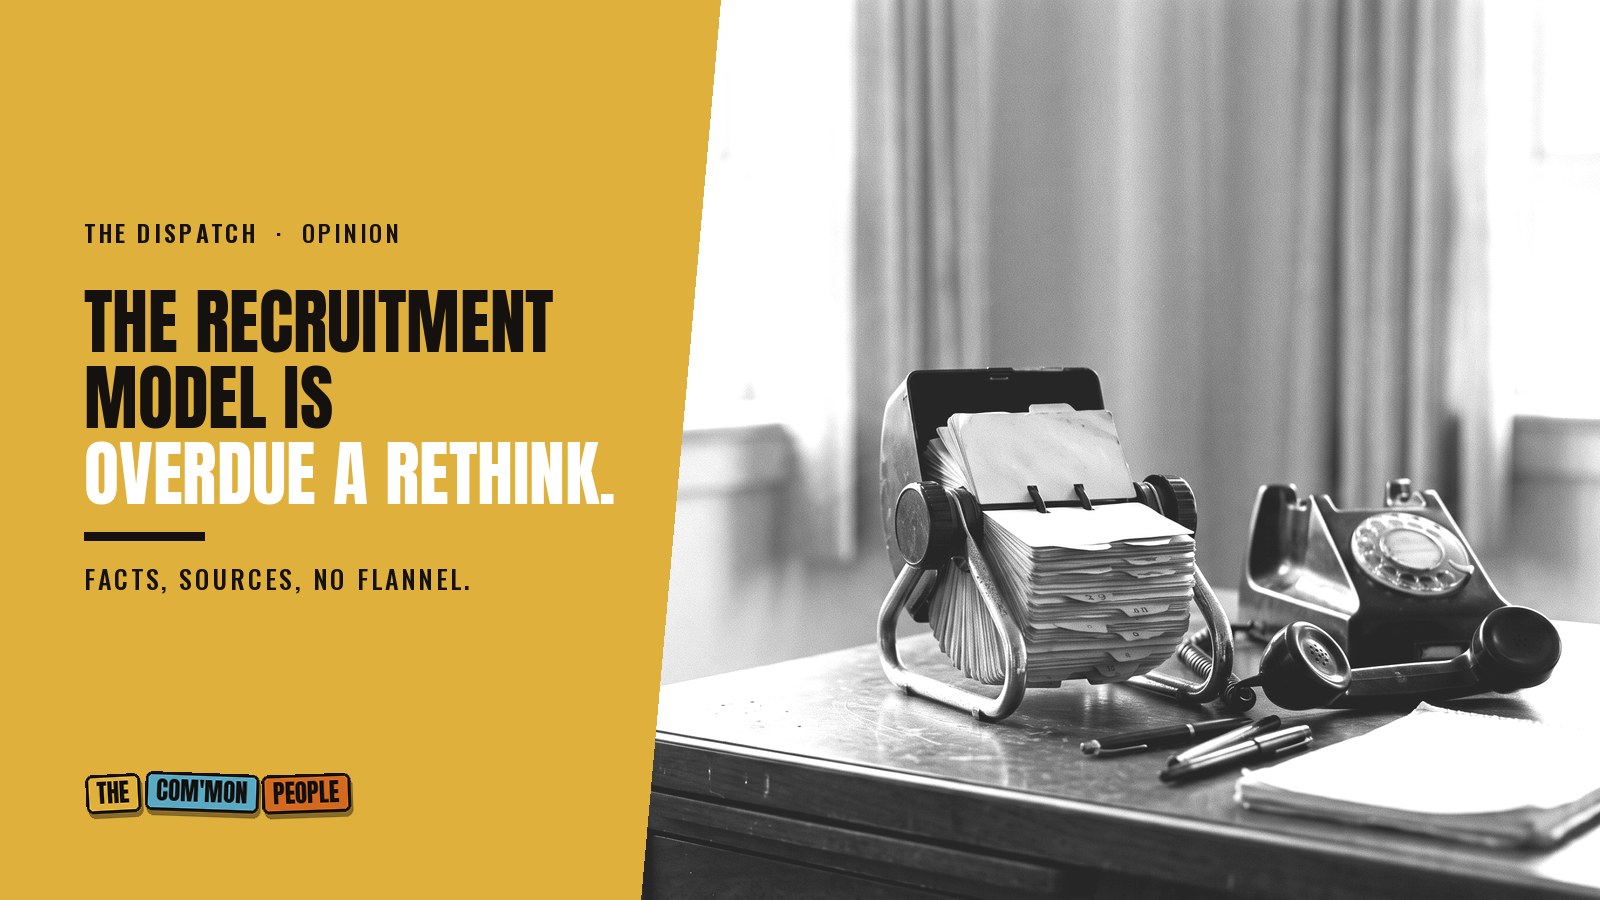 THE DISPATCH · OPINION
THE RECRUITMENT
MODEL IS
OVERDUE A RETHINK.
FACTS, SOURCES, NO FLANNEL.
THE COM'MON PEOPLE